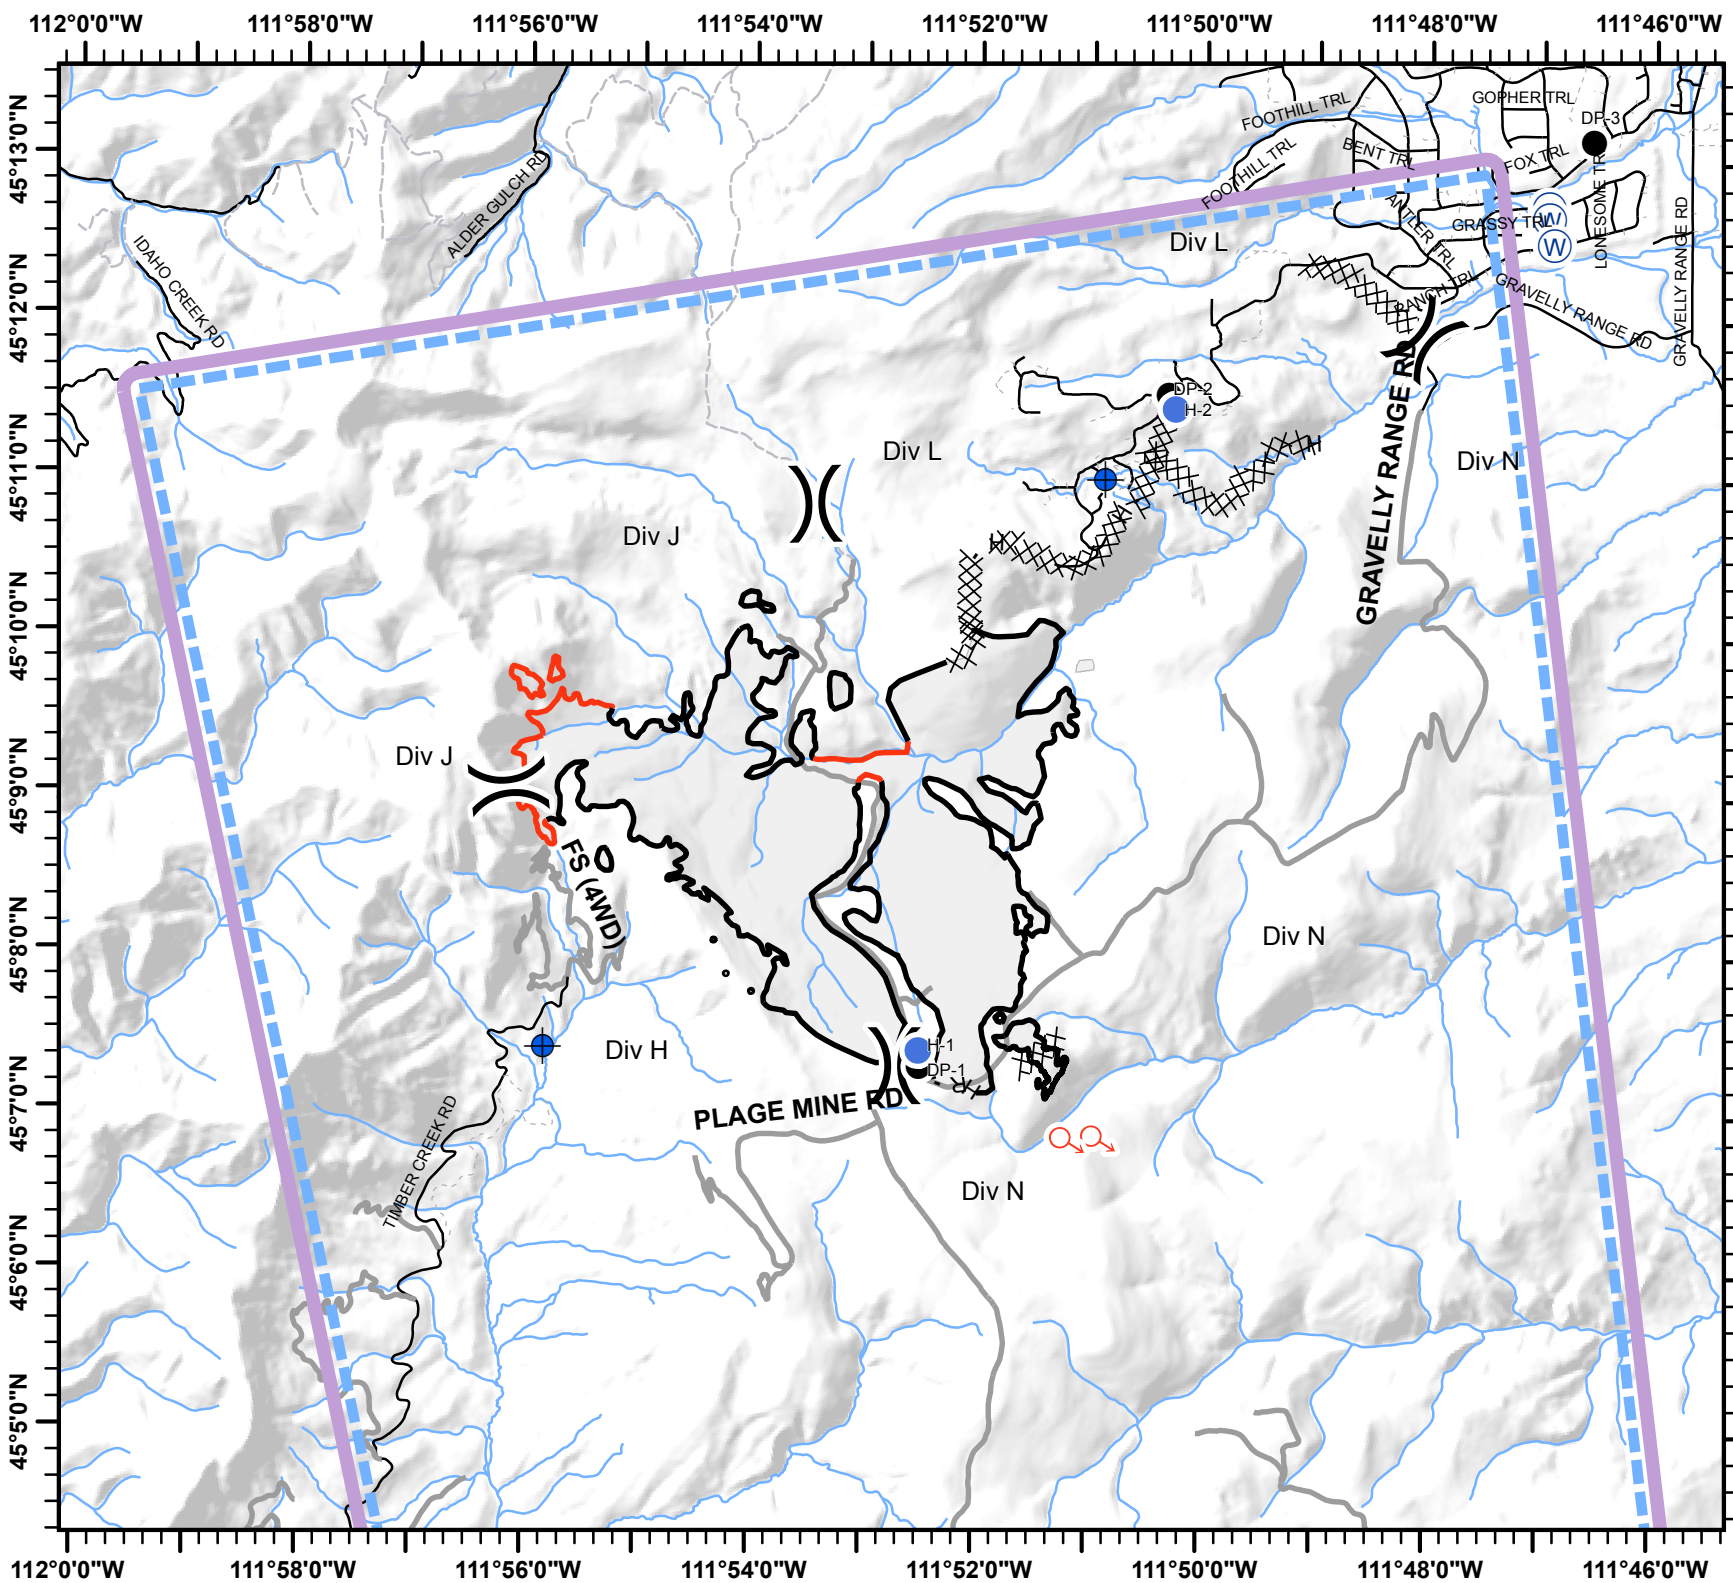 112°0'0"W
111°58'0"W
111°56'0"W
111°54'0"W
111°52'0"W
111°50'0"W
111°48'0"W
111°46'0"W
45°13'0"N
45°12'0"N
45°11'0"N
45°10'0"N
45°9'0"N
45°8'0"N
45°7'0"N
45°6'0"N
45°5'0"N
GOPHER TRL
FOOTHILL TRL
DP-3
BENT TRL
FOX TRL
FOOTHILL TRL
ALDER GULCH RD
LONESOME TR
ANTLER TRL
GRASSY TRL
W
W
GRAVELLY RANGE RD
IDAHO CREEK RD
Div L
RANCH TRL
GRAVELLY RANGE RD
DP-2
H-2
GRAVELLY RANGE RD
Div L
Div N
Div J
Div J
FS (4WD)
Div N
Div H
H-1
DP-1
PLAGE MINE RD
TIMBER CREEK RD
Div N
112°0'0"W
111°58'0"W
111°56'0"W
111°54'0"W
111°52'0"W
111°50'0"W
111°48'0"W
111°46'0"W